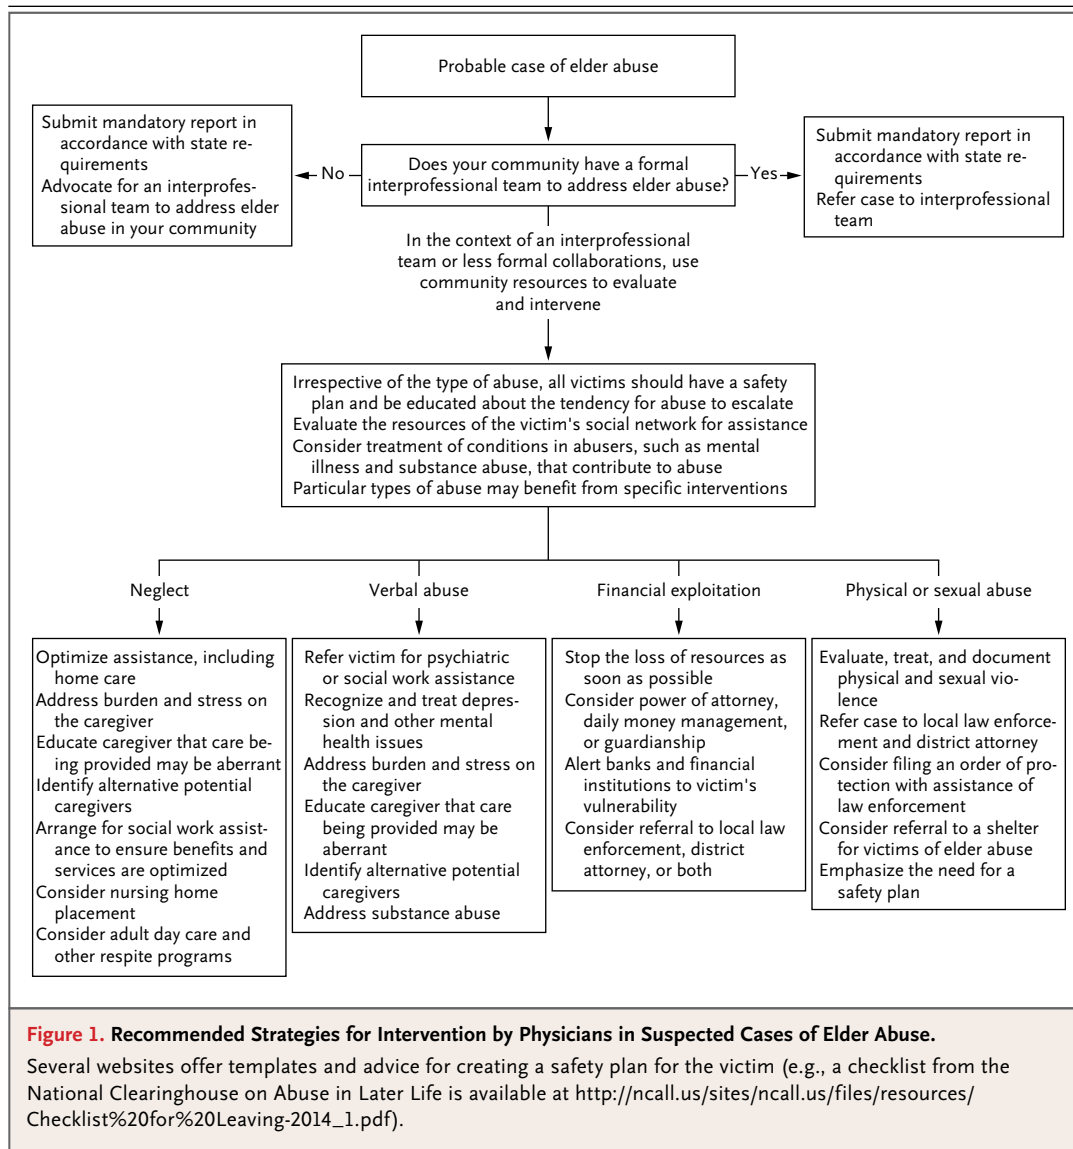 Probable case of elder abuse
Submit mandatory report in
accordance with state re-
quirements
Advocate for an interprofes-
sional team to address elder
abuse in your community
No
Does your community have a formal
interprofessional team to address elder abuse?
Yes
Submit mandatory report in
accordance with state re-
quirements
Refer case to interprofessional
team
In the context of an interprofessional
team or less formal collaborations, use
community resources to evaluate
and intervene
Irrespective of the type of abuse, all victims should have a safety
plan and be educated about the tendency for abuse to escalate
Evaluate the resources of the victim's social network for assistance
Consider treatment of conditions in abusers, such as mental
illness and substance abuse, that contribute to abuse
Particular types of abuse may benefit from specific interventions
Neglect
Optimize assistance, including
home care
Address burden and stress on
the caregiver
Educate caregiver that care be-
ing provided may be aberrant
Identify alternative potential
caregivers
Arrange for social work assist-
ance to ensure benefits and
services are optimized
Consider nursing home
placement
Consider adult day care and
other respite programs
Verbal abuse
Refer victim for psychiatric
or social work assistance
Recognize and treat depres-
sion and other mental
health issues
Address burden and stress on
the caregiver
Educate caregiver that care
being provided may be
aberrant
Identify alternative potential
caregivers
Address substance abuse
Financial exploitation
Stop the loss of resources as
soon as possible
Consider power of attorney,
daily money management,
or guardianship
Alert banks and financial
institutions to victim's
vulnerability
Consider referral to local law
enforcement, district
attorney, or both
Physical or sexual abuse
Evaluate, treat, and document
physical and sexual vio-
lence
Refer case to local law enforce-
ment and district attorney
Consider filing an order of pro-
tection with assistance of
law enforcement
Consider referral to a shelter
for victims of elder abuse
Emphasize the need for a
safety plan
Figure 1. Recommended Strategies for Intervention by Physicians in Suspected Cases of Elder Abuse.
Several websites offer templates and advice for creating a safety plan for the victim (e.g., a checklist from the
National Clearinghouse on Abuse in Later Life is available at http://ncall.us/sites/ncall.us/files/resources/
Checklist%20for%20Leaving-2014_1.pdf).